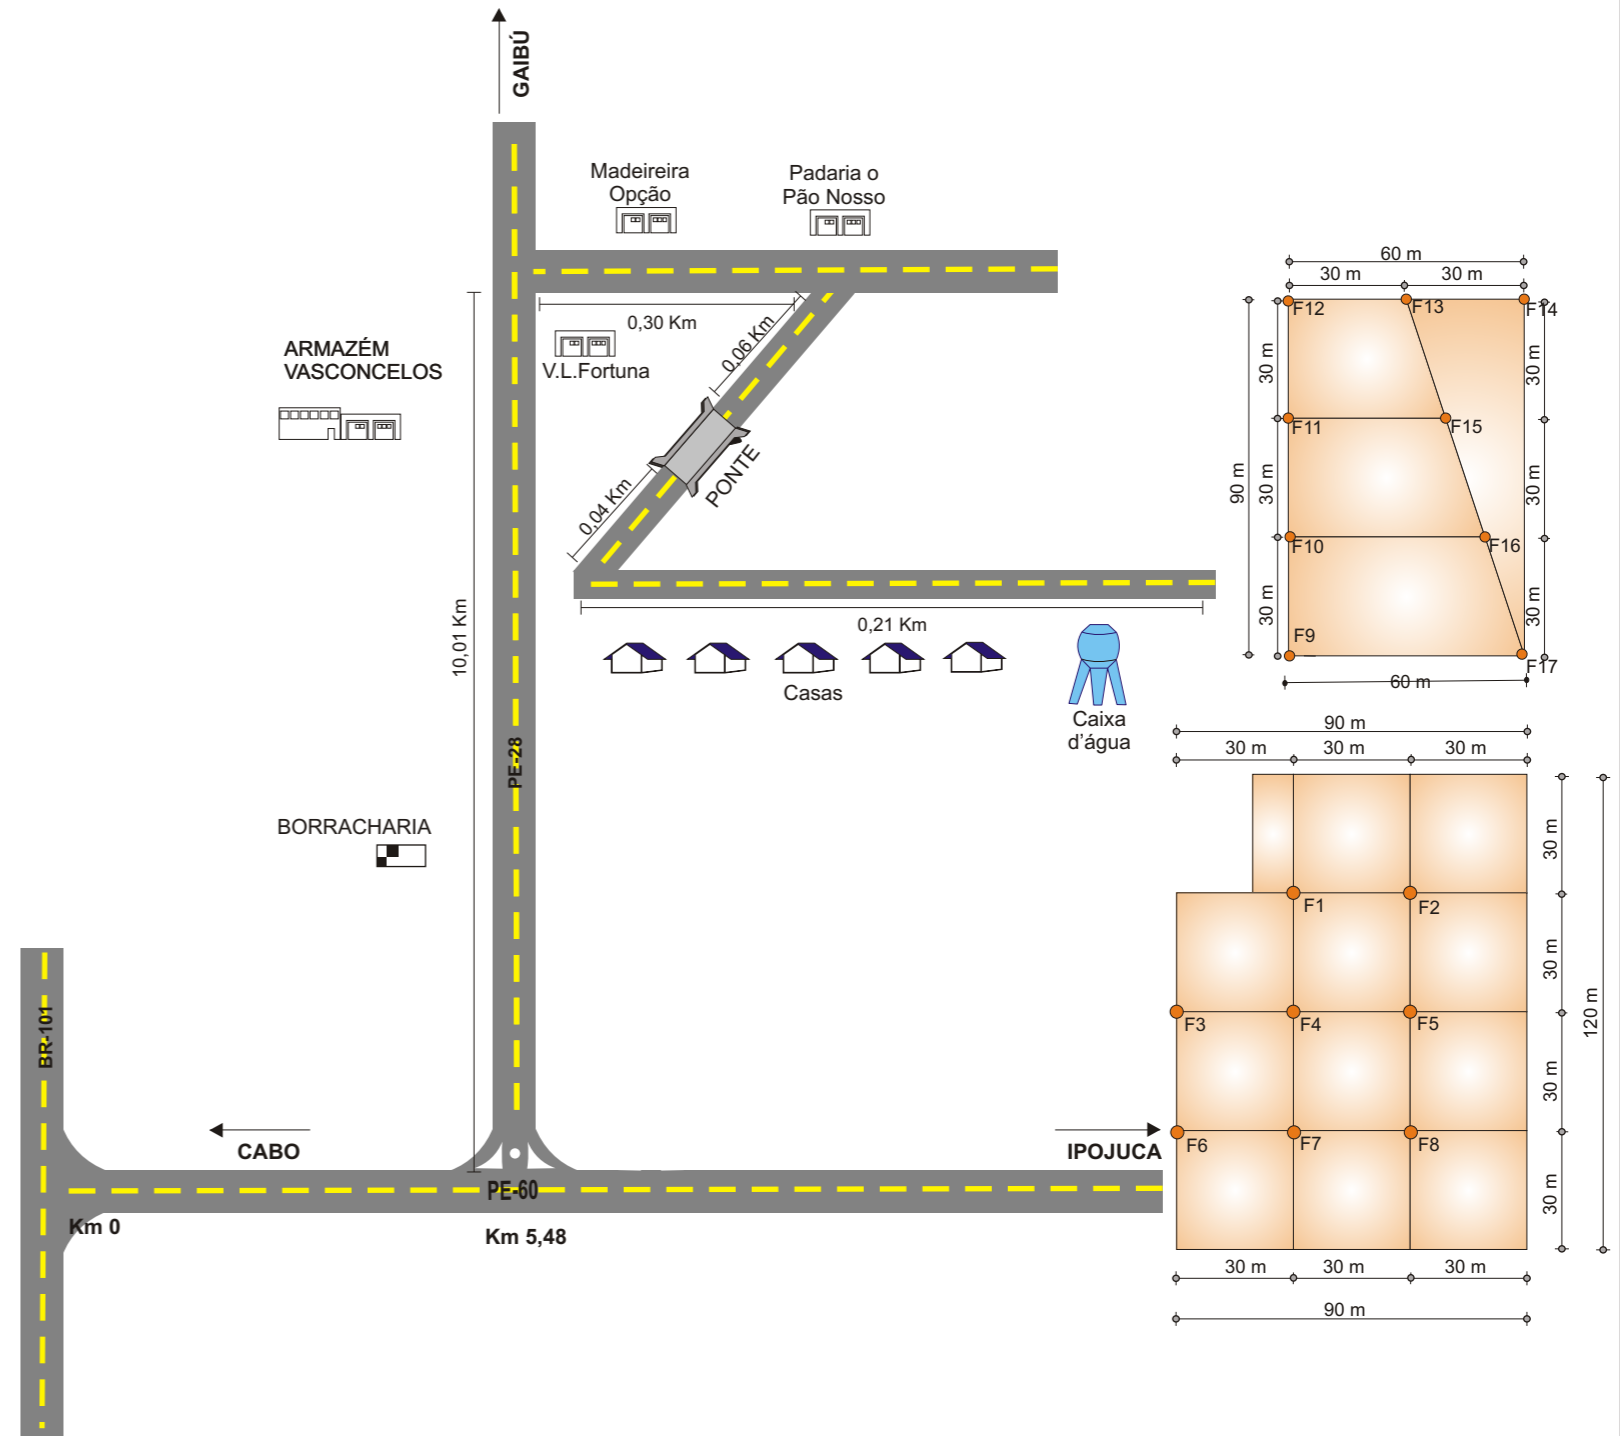 GAIBÚ
Madeireira
Opção
Padaria o
Pão Nosso
0,30 Km
0,06 Km
V.L.Fortuna
ARMAZÉM
VASCONCELOS
PONTE
0,04 Km
10,01 Km
0,21 Km
Casas
Caixa
d'água
PE-28
BORRACHARIA
BR-101
CABO
IPOJUCA
PE-60
Km 0
Km 5,48
60 m
30 m
30 m
F12
F13
F14
30 m
30 m
F11
F15
90 m
30 m
30 m
F10
F16
30 m
30 m
F9
F17
60 m
90 m
30 m
30 m
30 m
30 m
F1
F2
30 m
120 m
F3
F4
F5
30 m
F6
F7
F8
30 m
30 m
30 m
30 m
90 m